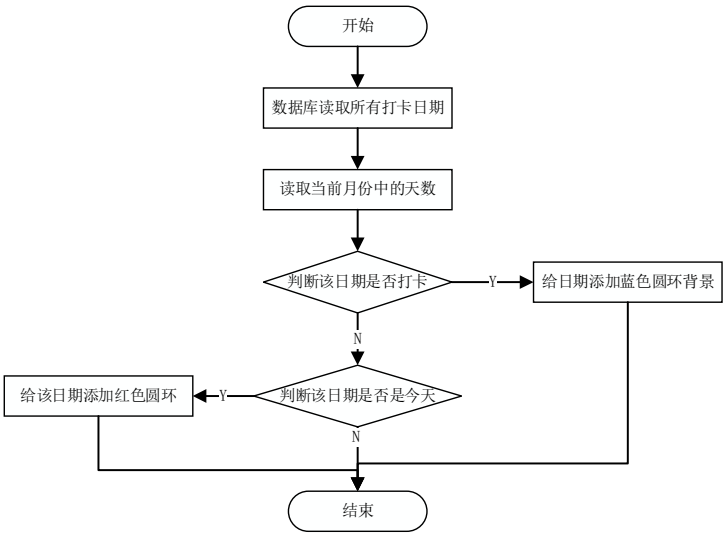 开始
数据库读取所有打卡日期
读取当前月份中的天数
判断该日期是否打卡
Y
给日期添加蓝色圆环背景
N
给该日期添加红色圆环
Y
判断该日期是否是今天
N
结束